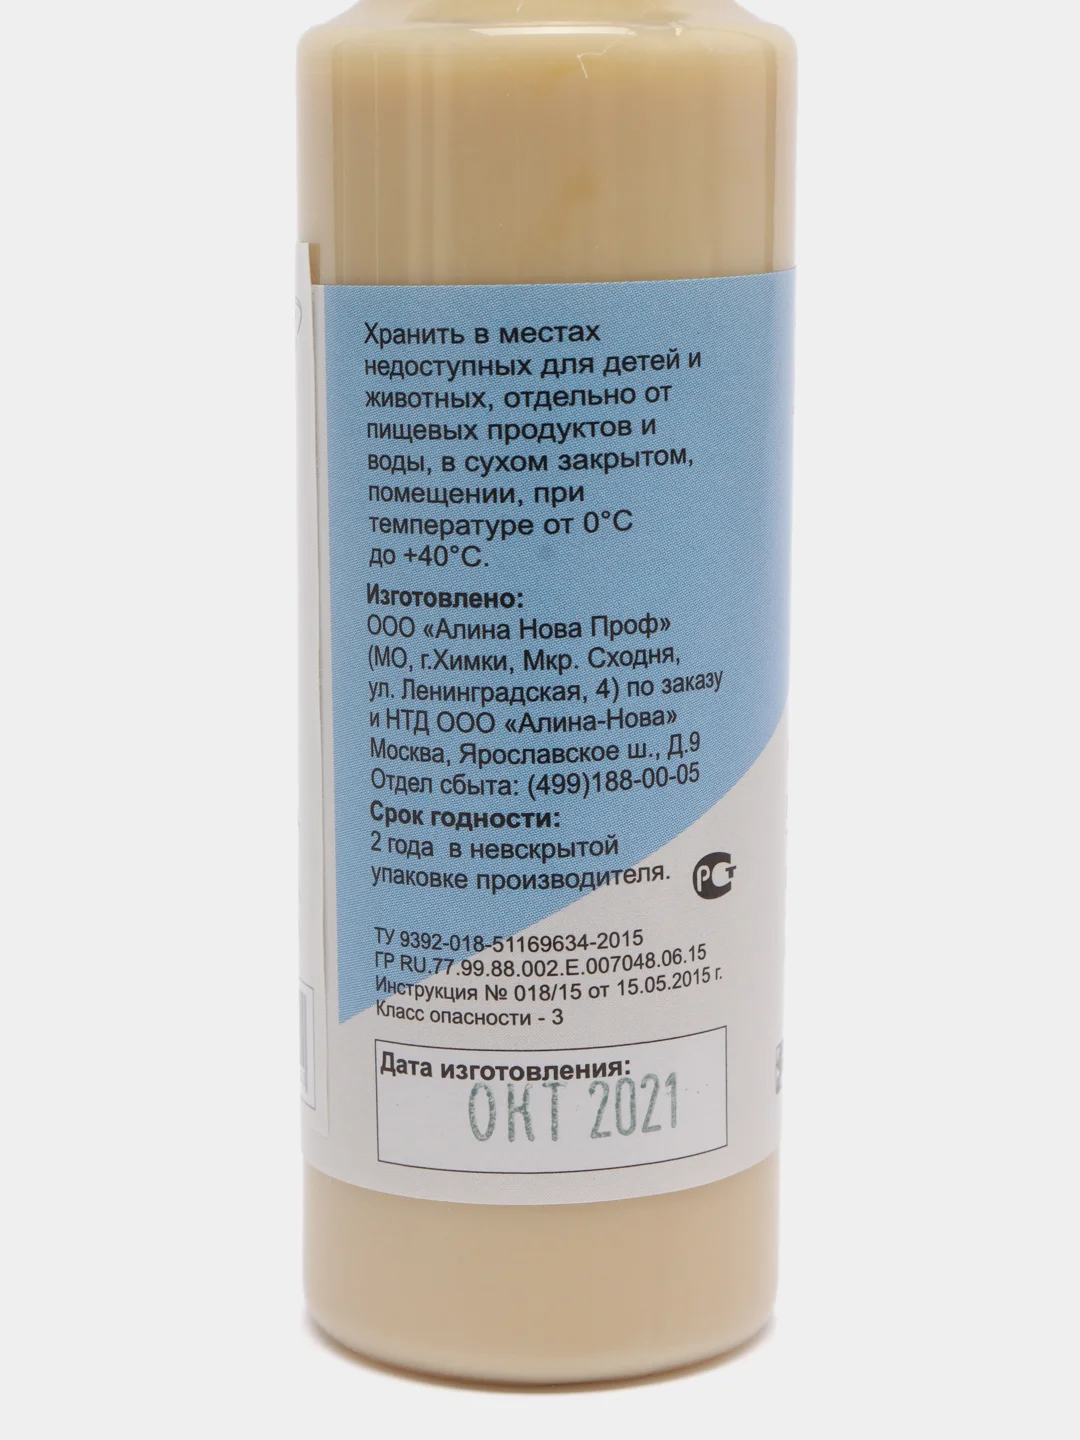 Хранить в местах
недоступных для детей и
животных, отдельно от
пищевых продуктов и
воды, в сухом закрытом,
помещении, при
температуре от 0°C
до +40°C.
Изготовлено:
ООО «Алина Нова Проф»
(МО, г.Химки, Мкр. Сходня,
ул. Ленинградская, 4) по заказу
и НТД ООО «Алина-Нова»
Москва, Ярославское ш., Д.9
Отдел сбыта: (499)188-00-05
Срок годности:
2 года в невскрытой
упаковке производителя.
РСТ
ТУ 9392-018-51169634-2015
ГР RU.77.99.88.002.E.007048.06.15
Инструкция № 018/15 от 15.05.2015 г.
Класс опасности - 3
Дата изготовления:
ОКТ 2021